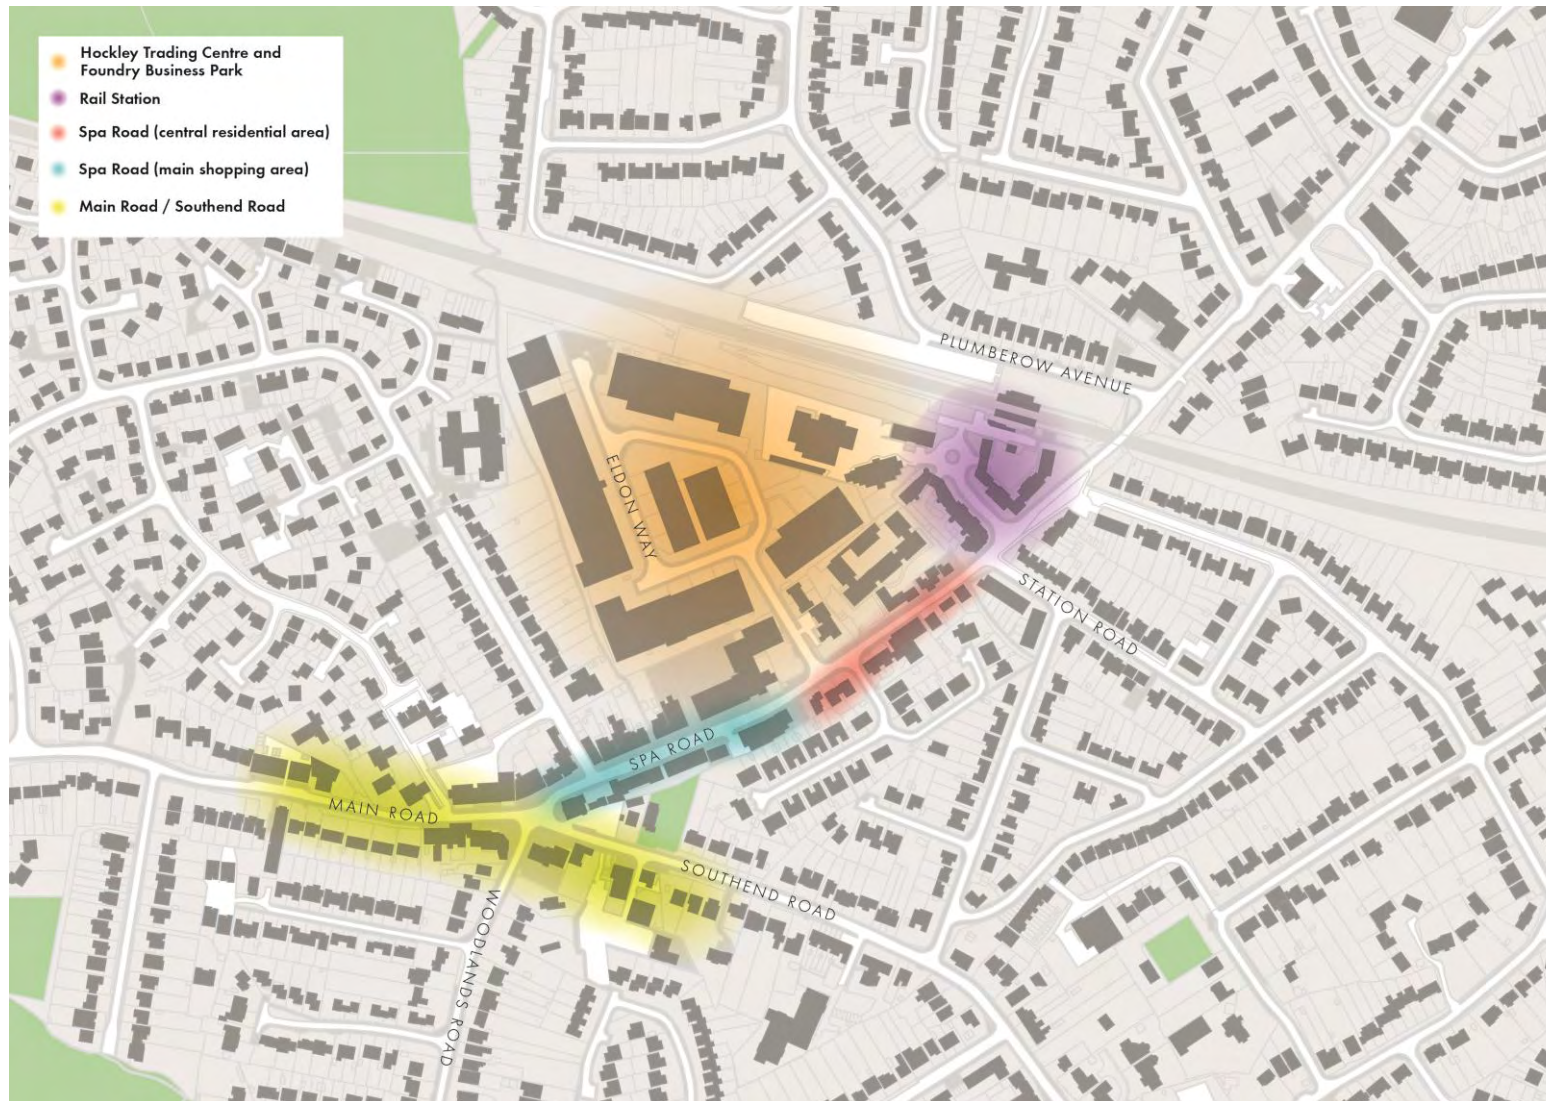 Hockley Trading Centre and
Foundry Business Park
Rail Station
Spa Road (central residential area)
Spa Road (main shopping area)
Main Road / Southend Road
PLUMBEROW AVENUE
ELDON WAY
STATION ROAD
SPA ROAD
MAIN ROAD
SOUTHEND ROAD
WOODLANDS ROAD